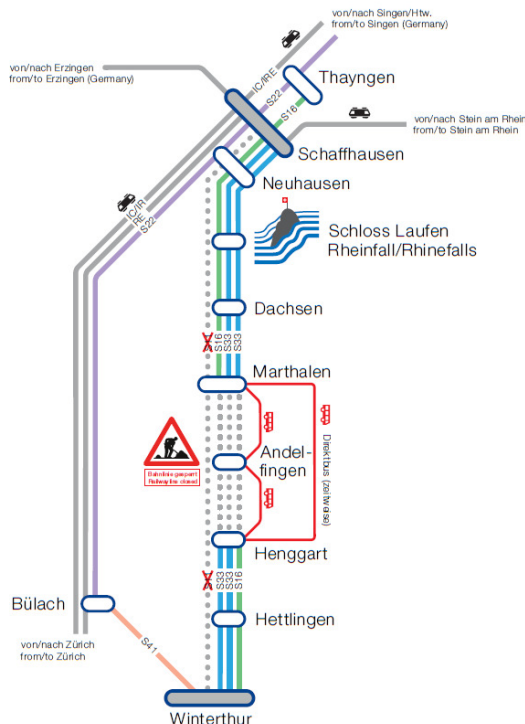 von/nach Singen/Htw.
from/to Singen (Germany)
von/nach Erzingen
from/to Erzingen (Germany)
IC/IRE
S22
Thayngen
S16
von/nach Stein am Rhein
from/to Stein am Rhein
Schaffhausen
Neuhausen
IC/IR
RE
S22
Schloss Laufen
Rheinfall/Rhinefalls
Dachsen
S16
S33
S33
Marthalen
Bahnlinie gesperrt
Railway line closed
Andel-
fingen
Direktbus (zeitweise)
Henggart
S33
S33
S16
Bülach
Hettlingen
von/nach Zürich
from/to Zürich
S41
Winterthur